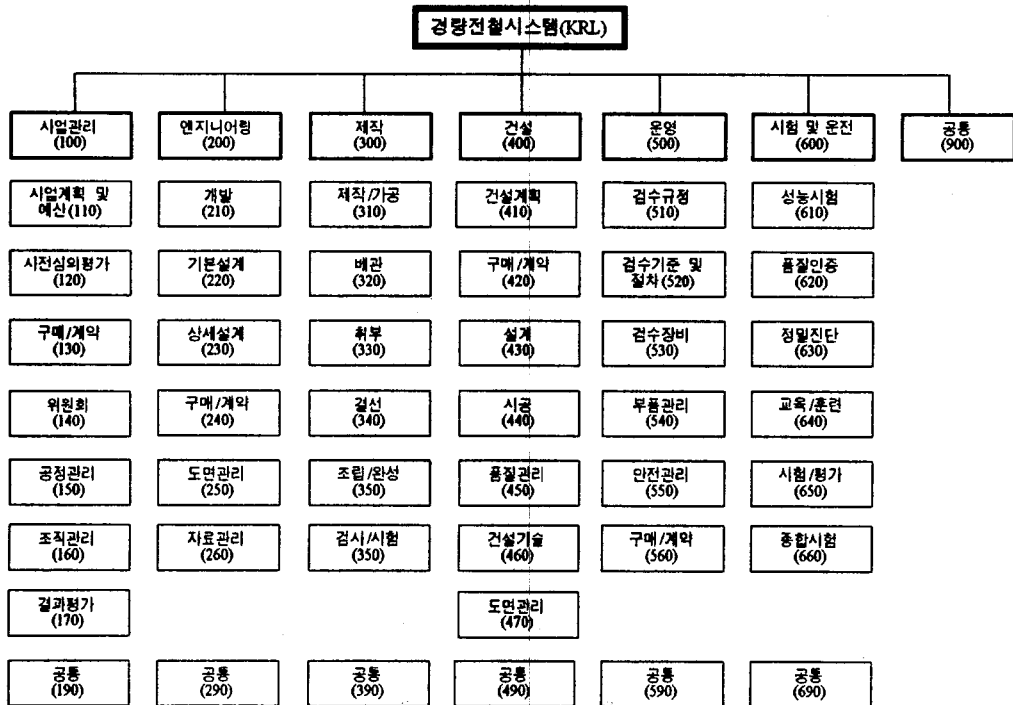 경량전철시스템(KRL)
사업관리
(100)
엔지니어링
(200)
제작
(300)
건설
(400)
운영
(500)
시험 및 운전
(600)
공통
(900)
사업계획 및
예산(110)
개발
(210)
제작/가공
(310)
건설계획
(410)
검수규정
(510)
성능시험
(610)
사전심의평가
(120)
기본설계
(220)
배관
(320)
구매/계약
(420)
검수기준 및
절차(520)
품질인증
(620)
구매/계약
(130)
상세설계
(230)
취부
(330)
설계
(430)
검수장비
(530)
정밀진단
(630)
위원회
(140)
구매/계약
(240)
결선
(340)
시공
(440)
부품관리
(540)
교육/훈련
(640)
공정관리
(150)
도면관리
(250)
조립/완성
(350)
품질관리
(450)
안전관리
(550)
시험/평가
(650)
조직관리
(160)
자료관리
(260)
검사/시험
(350)
건설기술
(460)
구매/계약
(560)
종합시험
(660)
결과평가
(170)
도면관리
(470)
공통
(190)
공통
(290)
공통
(390)
공통
(490)
공통
(590)
공통
(690)